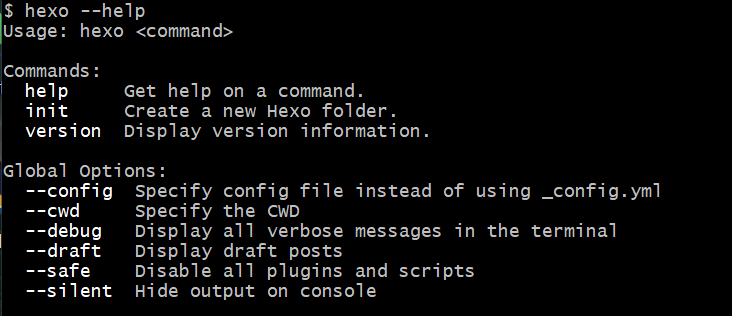 $ hexo --help
Usage: hexo <command>

Commands:
  help     Get help on a command.
  init     Create a new Hexo folder.
  version  Display version information.

Global Options:
  --config  Specify config file instead of using _config.yml
  --cwd     Specify the CWD
  --debug   Display all verbose messages in the terminal
  --draft   Display draft posts
  --safe    Disable all plugins and scripts
  --silent  Hide output on console